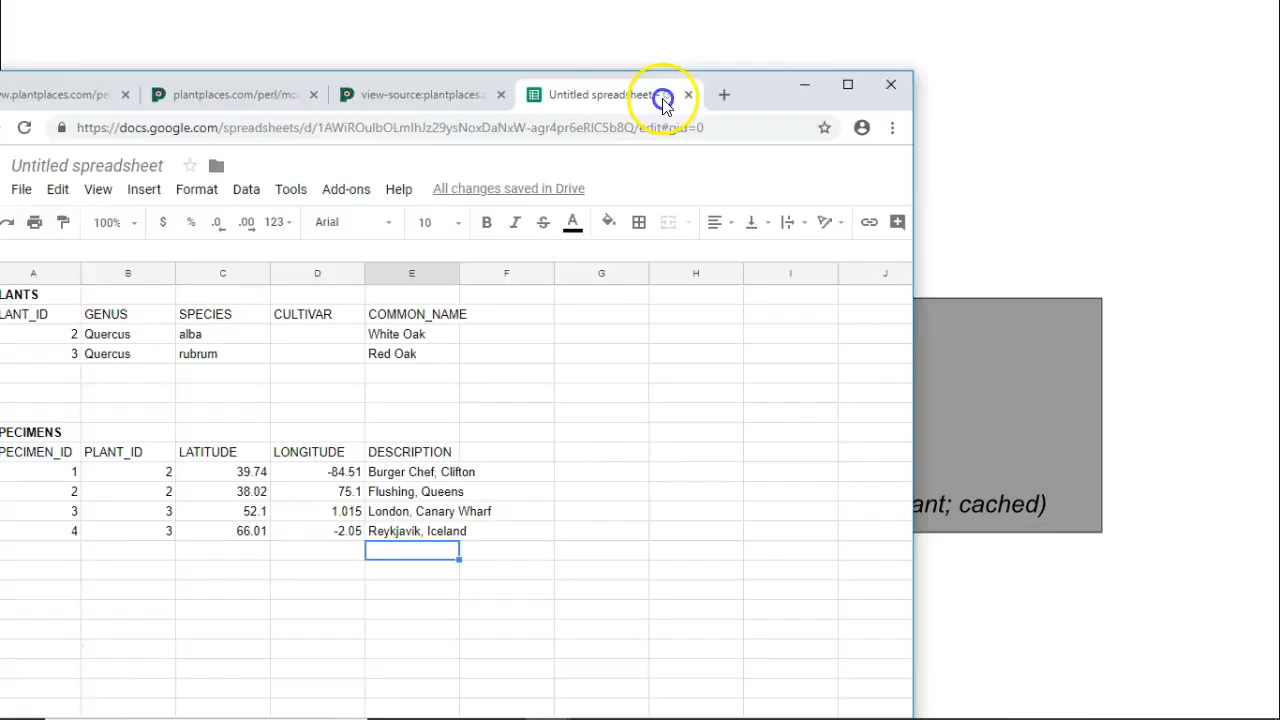 w.plantplaces.com/pe plantplaces.com/perl/mo view-source:plantplaces.c Untitled spreadsheet - G
https://docs.google.com/spreadsheets/d/1AWiROulbOLmlhJz29ysNoxDaNxW-agr4pr6eRlC5b8Q/edit#gid=0
Untitled spreadsheet
File Edit View Insert Format Data Tools Add-ons Help All changes saved in Drive
100% $ % .0 .00 123 Arial 10 B I S A
A B C D E F G H I J
LANTS
LANT_ID GENUS SPECIES CULTIVAR COMMON_NAME
2 Quercus alba White Oak
3 Quercus rubrum Red Oak
PECIMENS
PECIMEN_ID PLANT_ID LATITUDE LONGITUDE DESCRIPTION
1 2 39.74 -84.51 Burger Chef, Clifton
2 2 38.02 75.1 Flushing, Queens
3 3 52.1 1.015 London, Canary Wharf
4 3 66.01 -2.05 Reykjavik, Iceland
ant; cached)